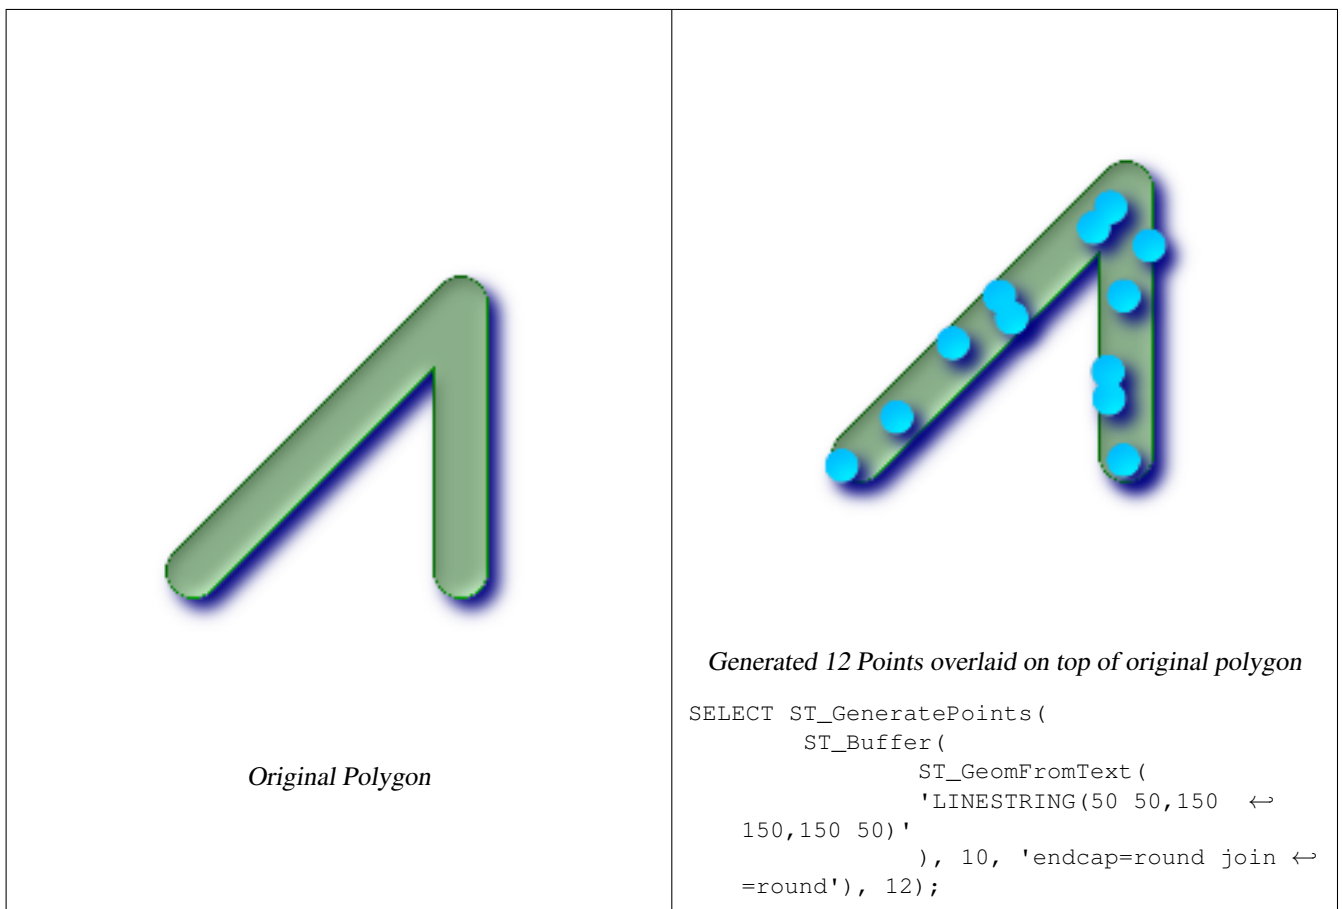 Original Polygon
Generated 12 Points overlaid on top of original polygon
SELECT ST_GeneratePoints(
ST_Buffer(
ST_GeomFromText(
'LINESTRING(50 50,150 ↩
150,150 50)'
), 10, 'endcap=round join ↩
=round'), 12);